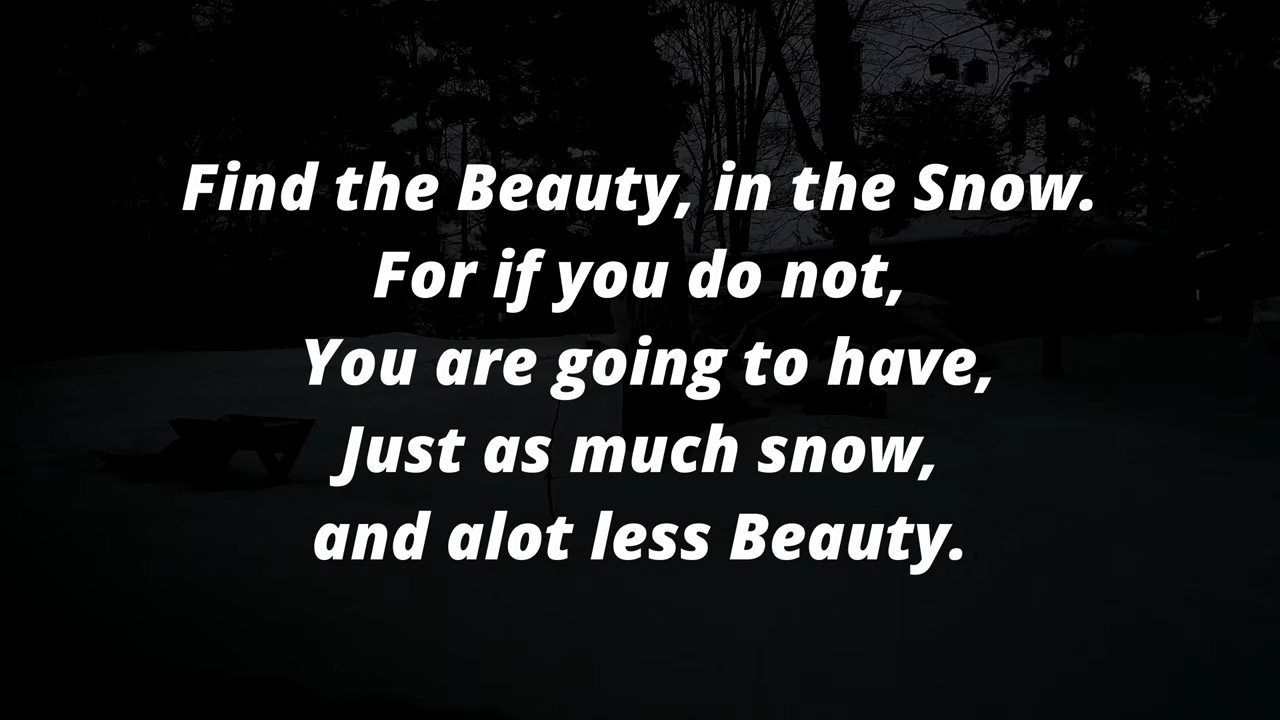 Find the Beauty, in the Snow.
For if you do not,
You are going to have,
Just as much snow,
and alot less Beauty.